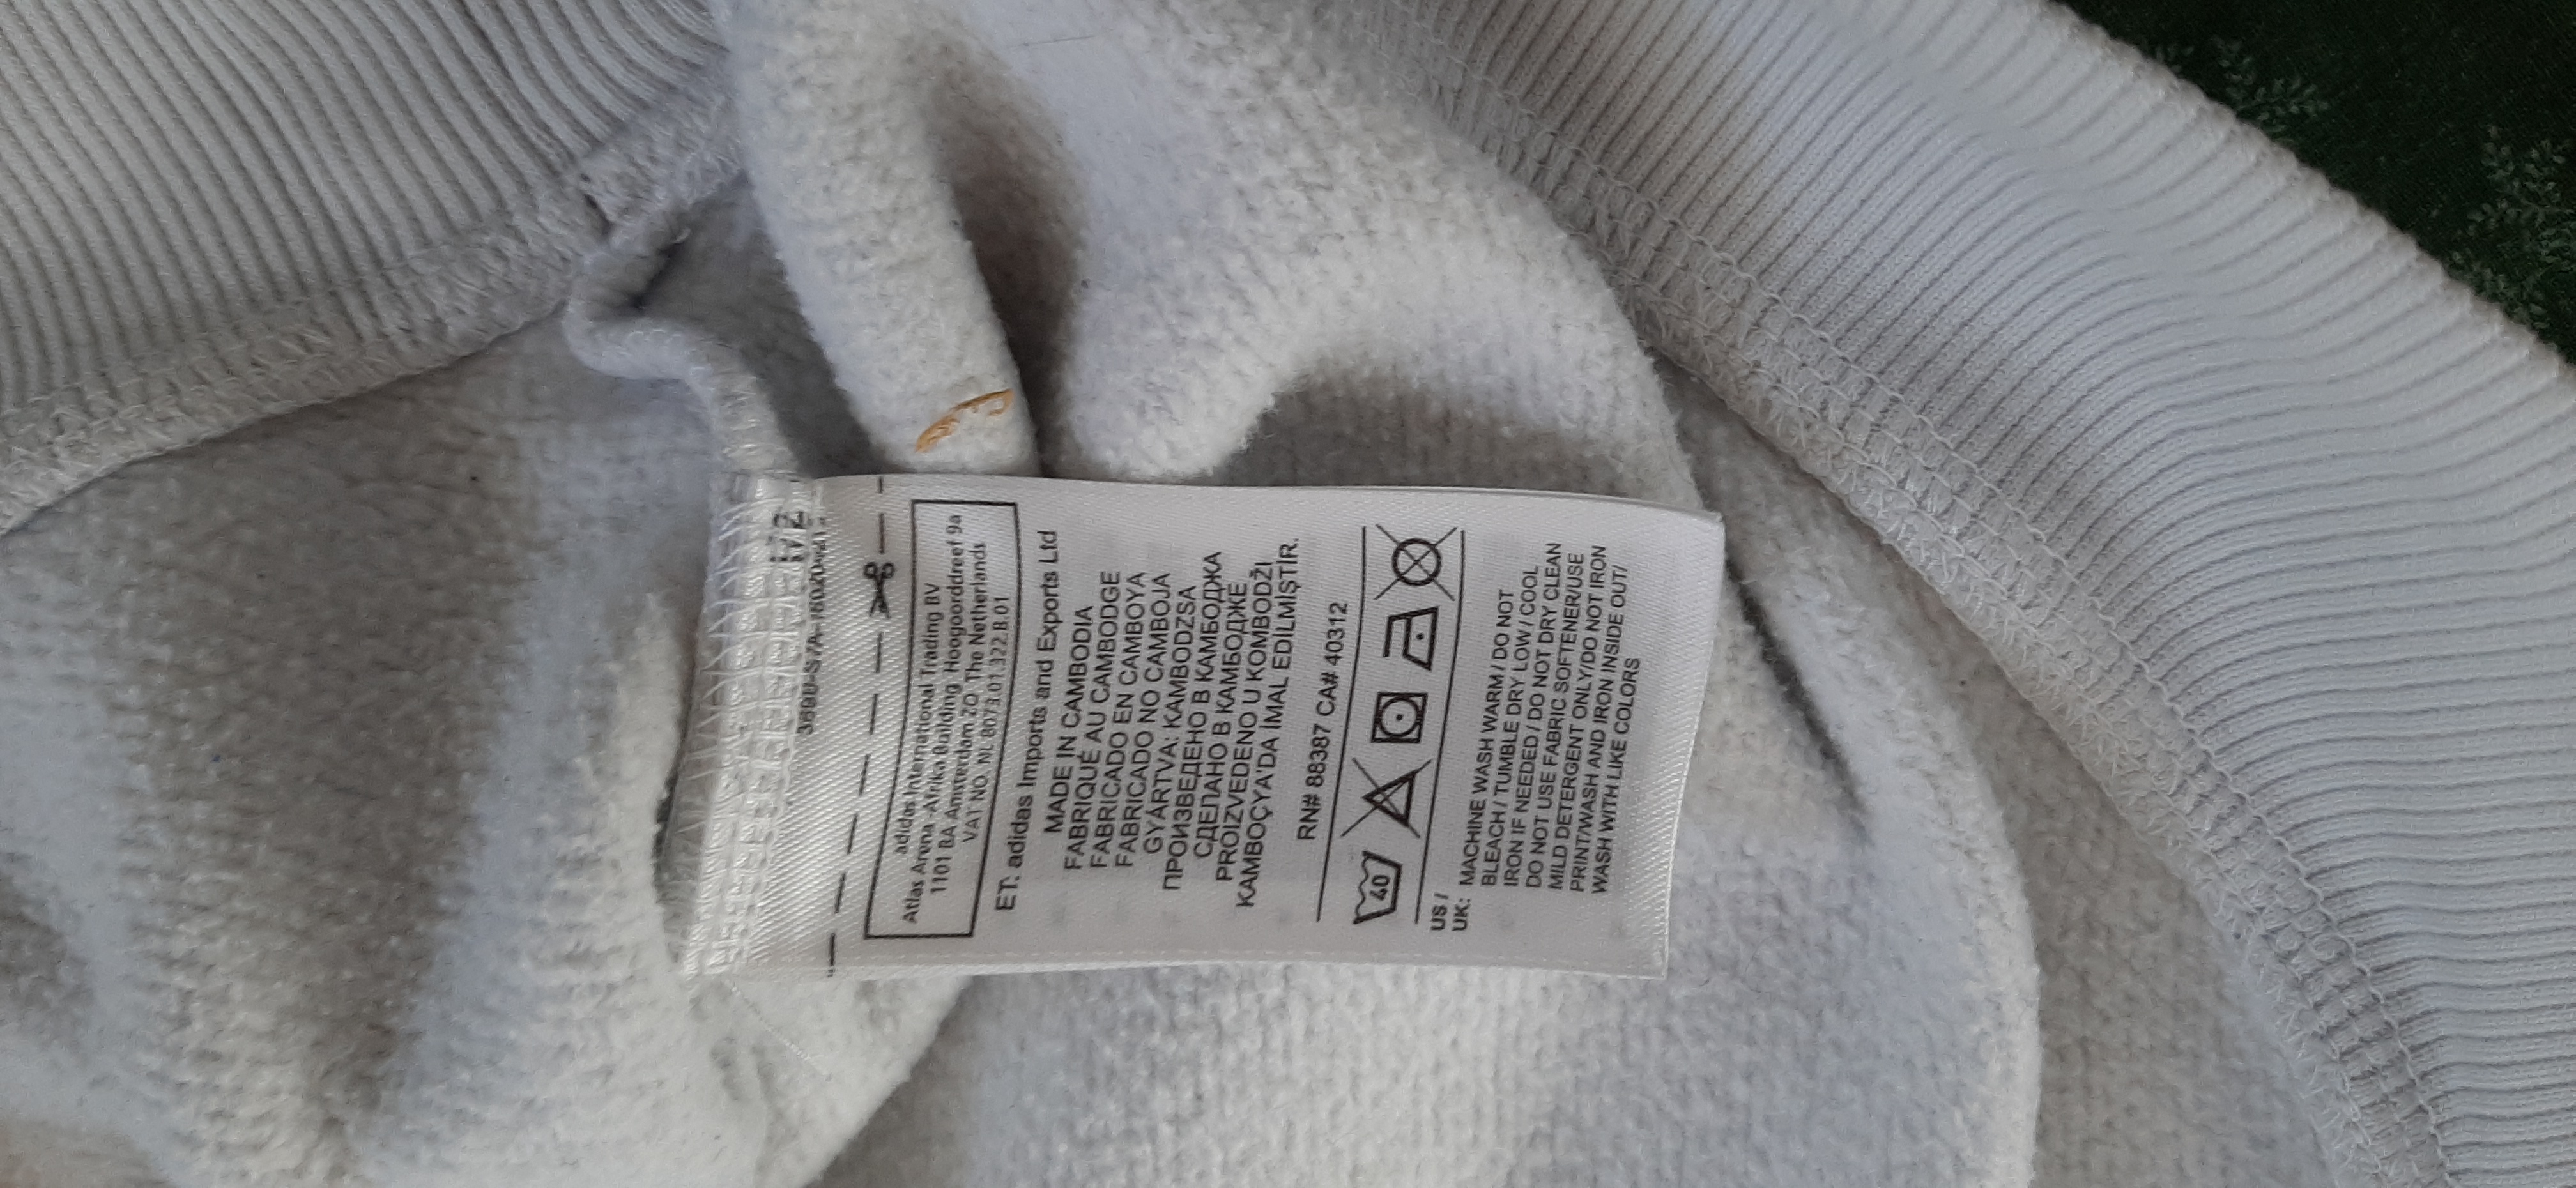 adidas International Trading BV
Atlas Arena -Afrika Building, Hoogoorddreef 9a
1101 BA Amsterdam ZO The Netherlands
VAT NO. NL 8073.01.322 B 01
ET: adidas Imports and Exports Ltd
MADE IN CAMBODIA
FABRIQUÉ AU CAMBODGE
FABRICADO EN CAMBOYA
FABRICADO NO CAMBOJA
GYÁRTVA: KAMBODZSA
ПРОИЗВЕДЕНО В КАМБОДЖА
СДЕЛАНО В КАМБОДЖЕ
PROIZVEDENO U KOMBODŽI
KAMBOÇYA'DA İMAL EDİLMİŞTİR.
RN# 88387 CA# 40312
40
US / UK: MACHINE WASH WARM / DO NOT
BLEACH / TUMBLE DRY LOW / COOL
IRON IF NEEDED / DO NOT DRY CLEAN
DO NOT USE FABRIC SOFTENER/USE
MILD DETERGENT ONLY/DO NOT IRON
PRINT/WASH AND IRON INSIDE OUT/
WASH WITH LIKE COLORS